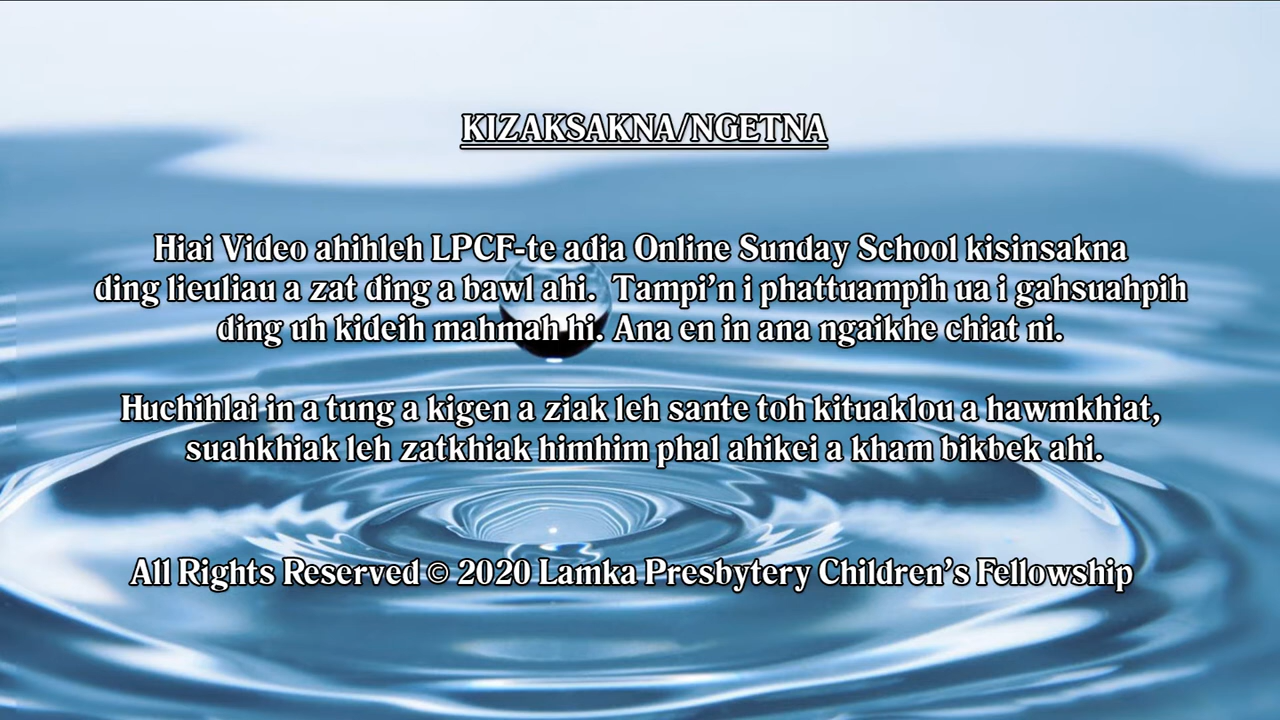 KIZAKSAKNA/NGETNA
Hiai Video ahihleh LPCF-te adia Online Sunday School kisinsakna
ding lieuliau a zat ding a bawl ahi. Tampi'n i phattuampih ua i gahsuahpih
ding uh kideih mahmah hi. Ana en in ana ngaikhe chiat ni.
Huchihlai in a tung a kigen a ziak leh sante toh kituaklou a hawmkhiat,
suahkhiak leh zatkhiak himhim phal ahikei a kham bikbek ahi.
All Rights Reserved © 2020 Lamka Presbytery Children's Fellowship